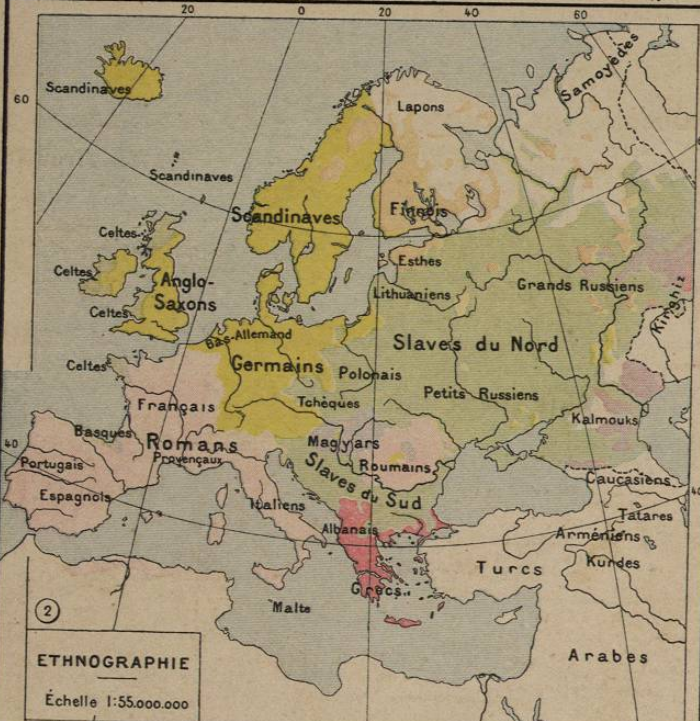 20
0
20
40
60
Samoyèdes
Scandinaves
60
Lapons
Scandinaves
Scandinaves
Finnois
Celtes
Celtes
Esthes
Anglo-
Saxons
Lithuaniens
Grands Russiens
Kirghiz
Celtes
Bas-Allemand
Slaves du Nord
Celtes
Germains
Polonais
Petits Russiens
Français
Tchèques
Kalmouks
Basques
Romans
Magyars
40
Provençaux
Portugais
Roumains
Slaves du Sud
Caucasiens
Espagnols
Italiens
40
Tatares
Albanais
Arméniens
Kurdes
Turcs
Grecs
Malte
2
Arabes
ETHNOGRAPHIE
Échelle 1:55.000.000